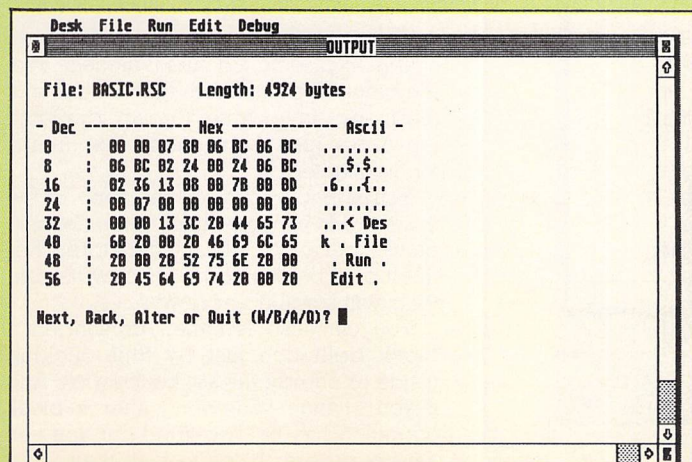 Desk File Run Edit Debug
OUTPUT
File: BASIC.RSC Length: 4924 bytes
- Dec ------------- Hex ------------- Ascii -
0 : 00 00 07 80 06 BC 06 BC ........
8 : 06 BC 02 24 00 24 06 BC ...$.$..
16 : 02 36 13 08 00 7B 00 0D .6...{..
24 : 00 07 00 00 00 00 00 00 ........
32 : 00 00 13 3C 20 44 65 73 ...< Des
40 : 6B 20 00 20 46 69 6C 65 k . File
48 : 20 00 20 52 75 6E 20 00 . Run .
56 : 20 45 64 69 74 20 00 20 Edit .
Next, Back, Alter or Quit (N/B/A/Q)?